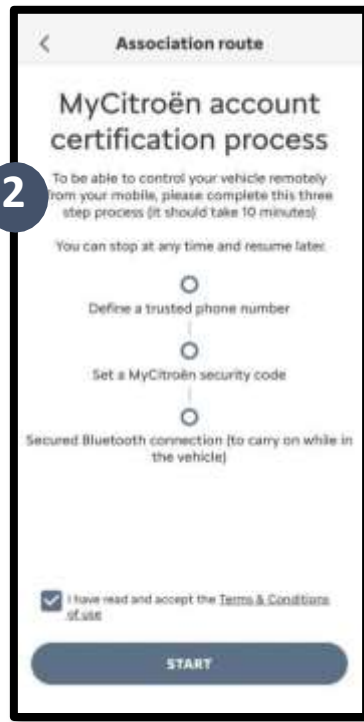 Association route
MyCitroën account
certification process
2
To be able to control your vehicle remotely
from your mobile, please complete this three
step process (it should take 10 minutes)
You can stop at any time and resume later.
Define a trusted phone number
Set a MyCitroën security code
Secured Bluetooth connection (to carry on while in
the vehicle)
I have read and accept the Terms & Conditions
of use
START